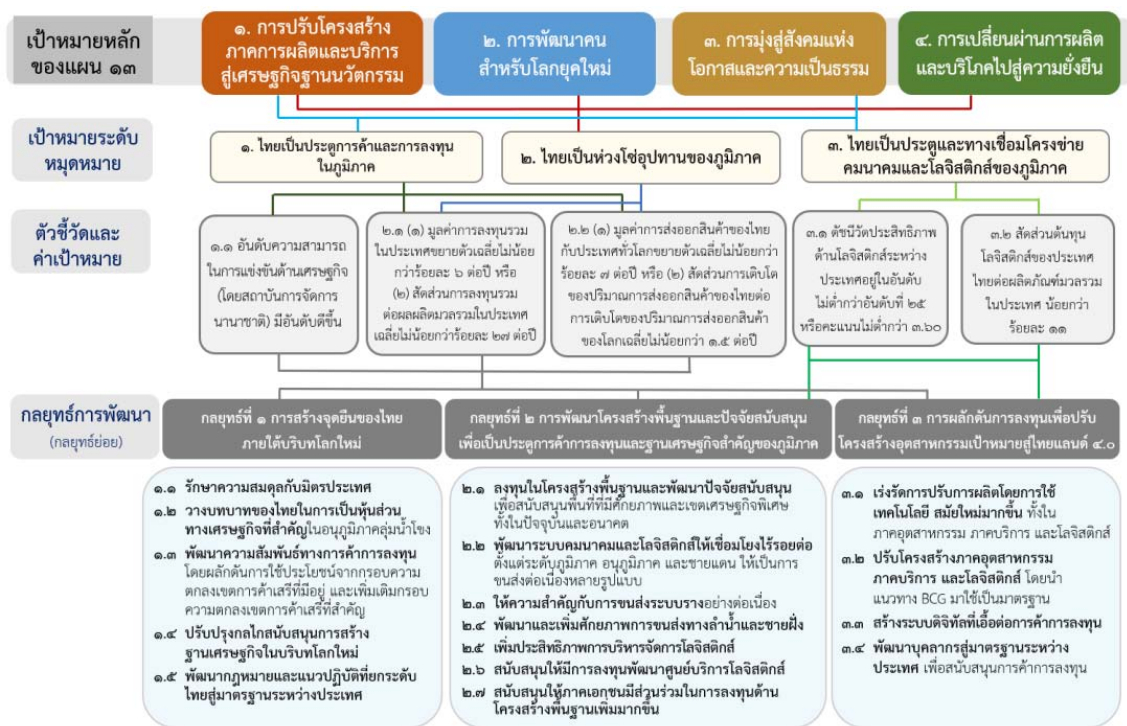 เป้าหมายหลัก
ของแผน ๑๓
๑. การปรับโครงสร้าง
ภาคการผลิตและบริการ
สู่เศรษฐกิจฐานนวัตกรรม
๒. การพัฒนาคน
สำหรับโลกยุคใหม่
๓. การมุ่งสู่สังคมแห่ง
โอกาสและความเป็นธรรม
๔. การเปลี่ยนผ่านการผลิต
และบริโภคไปสู่ความยั่งยืน
เป้าหมายระดับ
หมุดหมาย
๑. ไทยเป็นประตูการค้าและการลงทุน
ในภูมิภาค
๒. ไทยเป็นห่วงโซ่อุปทานของภูมิภาค
๓. ไทยเป็นประตูและทางเชื่อมโครงข่าย
คมนาคมและโลจิสติกส์ของภูมิภาค
ตัวชี้วัดและ
ค่าเป้าหมาย
๑.๑ อันดับความสามารถ
ในการแข่งขันด้านเศรษฐกิจ
(โดยสถาบันการจัดการ
นานาชาติ) มีอันดับดีขึ้น
๒.๑ (๑) มูลค่าการลงทุนรวม
ในประเทศขยายตัวเฉลี่ยไม่น้อย
กว่าร้อยละ ๖ ต่อปี หรือ
(๒) สัดส่วนการลงทุนรวม
ต่อผลผลิตมวลรวมในประเทศ
เฉลี่ยไม่น้อยกว่าร้อยละ ๒๗ ต่อปี
๒.๒ (๑) มูลค่าการส่งออกสินค้าของไทย
กับประเทศทั่วโลกขยายตัวเฉลี่ยไม่น้อยกว่า
ร้อยละ ๗ ต่อปี หรือ (๒) สัดส่วนการเติบโต
ของปริมาณการส่งออกสินค้าของไทยต่อ
การเติบโตของปริมาณการส่งออกสินค้า
ของโลกเฉลี่ยไม่น้อยกว่า ๑.๕ ต่อปี
๓.๑ ดัชนีวัดประสิทธิภาพ
ด้านโลจิสติกส์ระหว่าง
ประเทศอยู่ในอันดับ
ไม่ต่ำกว่าอันดับที่ ๒๕
หรือคะแนนไม่ต่ำกว่า ๓.๖๐
๓.๒ สัดส่วนต้นทุน
โลจิสติกส์ของประเทศ
ไทยต่อผลิตภัณฑ์มวลรวม
ในประเทศ น้อยกว่า
ร้อยละ ๑๑
กลยุทธ์การพัฒนา
(กลยุทธ์ย่อย)
กลยุทธ์ที่ ๑ การสร้างจุดยืนของไทย
ภายใต้บริบทโลกใหม่
กลยุทธ์ที่ ๒ การพัฒนาโครงสร้างพื้นฐานและปัจจัยสนับสนุน
เพื่อเป็นประตูการค้าการลงทุนและฐานเศรษฐกิจสำคัญของภูมิภาค
กลยุทธ์ที่ ๓ การผลักดันการลงทุนเพื่อปรับ
โครงสร้างอุตสาหกรรมเป้าหมายสู่ไทยแลนด์ ๔.๐
๑.๑ รักษาความสมดุลกับมิตรประเทศ
๑.๒ วางบทบาทของไทยในการเป็นหุ้นส่วน
ทางเศรษฐกิจที่สำคัญในอนุภูมิภาคลุ่มน้ำโขง
๑.๓ พัฒนาความสัมพันธ์ทางการค้าการลงทุน
โดยผลักดันการใช้ประโยชน์จากกรอบความ
ตกลงเขตการค้าเสรีที่มีอยู่ และเพิ่มเติมกรอบ
ความตกลงเขตการค้าเสรีที่สำคัญ
๑.๔ ปรับปรุงกลไกสนับสนุนการสร้าง
ฐานเศรษฐกิจในบริบทโลกใหม่
๑.๕ พัฒนากฎหมายและแนวปฏิบัติที่ยกระดับ
ไทยสู่มาตรฐานระหว่างประเทศ
๒.๑ ลงทุนในโครงสร้างพื้นฐานและพัฒนาปัจจัยสนับสนุน
เพื่อสนับสนุนพื้นที่ที่มีศักยภาพและเขตเศรษฐกิจพิเศษ
ทั้งในปัจจุบันและอนาคต
๒.๒ พัฒนาระบบคมนาคมและโลจิสติกส์ให้เชื่อมโยงไร้รอยต่อ
ตั้งแต่ระดับภูมิภาค อนุภูมิภาค และชายแดน ให้เป็นการ
ขนส่งต่อเนื่องหลายรูปแบบ
๒.๓ ให้ความสำคัญกับการขนส่งระบบรางอย่างต่อเนื่อง
๒.๔ พัฒนาและเพิ่มศักยภาพการขนส่งทางลำน้ำและชายฝั่ง
๒.๕ เพิ่มประสิทธิภาพการบริหารจัดการโลจิสติกส์
๒.๖ สนับสนุนให้มีการลงทุนพัฒนาศูนย์บริการโลจิสติกส์
๒.๗ สนับสนุนให้ภาคเอกชนมีส่วนร่วมในการลงทุนด้าน
โครงสร้างพื้นฐานเพิ่มมากขึ้น
๓.๑ เร่งรัดการปรับการผลิตโดยการใช้
เทคโนโลยี สมัยใหม่มากขึ้น ทั้งใน
ภาคอุตสาหกรรม ภาคบริการ และโลจิสติกส์
๓.๒ ปรับโครงสร้างภาคอุตสาหกรรม
ภาคบริการ และโลจิสติกส์ โดยนำ
แนวทาง BCG มาใช้เป็นมาตรฐาน
๓.๓ สร้างระบบดิจิทัลที่เอื้อต่อการค้าการลงทุน
๓.๔ พัฒนาบุคลากรสู่มาตรฐานระหว่าง
ประเทศ เพื่อสนับสนุนการค้าการลงทุน